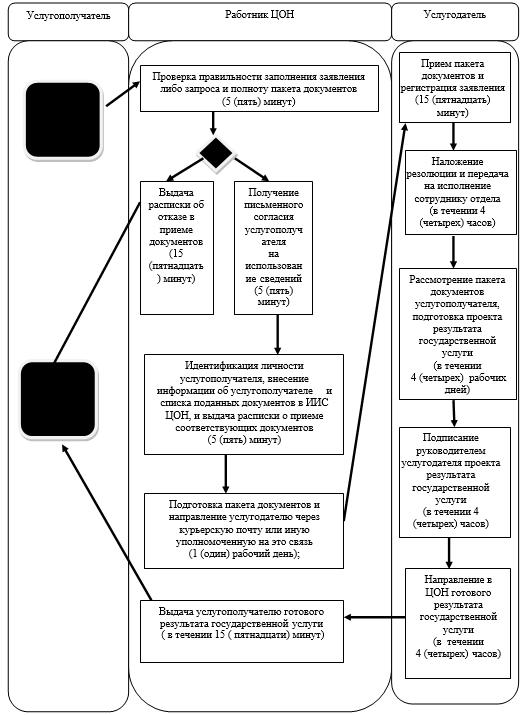 Услугополучатель
Работник ЦОН
Услугодатель
Проверка правильности заполнения заявления
либо запроса и полноту пакета документов
(5 (пять) минут)
Выдача
расписки об
отказе в
приеме
документов
(15
(пятнадцать
) минут)
Получение
письменного
согласия
услугополуч
ателя
на
использован
ие сведений
(5 (пять)
минут)
Идентификация личности
услугополучателя, внесение
информации об услугополучателе и
списка поданных документов в ИИС
ЦОН, и выдача расписки о приеме
соответствующих документов
(5 (пять) минут)
Подготовка пакета документов и
направление услугодателю через
курьерскую почту или иную
уполномоченную на это связь
(1 (один) рабочий день);
Выдача услугополучателю готового
результата государственной услуги
( в течении 15 ( пятнадцати) минут)
Прием пакета
документов и
регистрация заявления
(15 (пятнадцать)
минут)
Наложение
резолюции и передача
на исполнение
сотруднику отдела
(в течении 4
(четырех) часов)
Рассмотрение пакета
документов
услугополучателя,
подготовка проекта
результата
государственной
услуги
(в течении
4 (четырех) рабочих
дней)
Подписание
руководителем
услугодателя проекта
результата
государственной
услуги
(в течении 4
(четырех) часов)
Направление в
ЦОН готового
результата
государственной
услуги
(в течении
4 (четырех) часов)